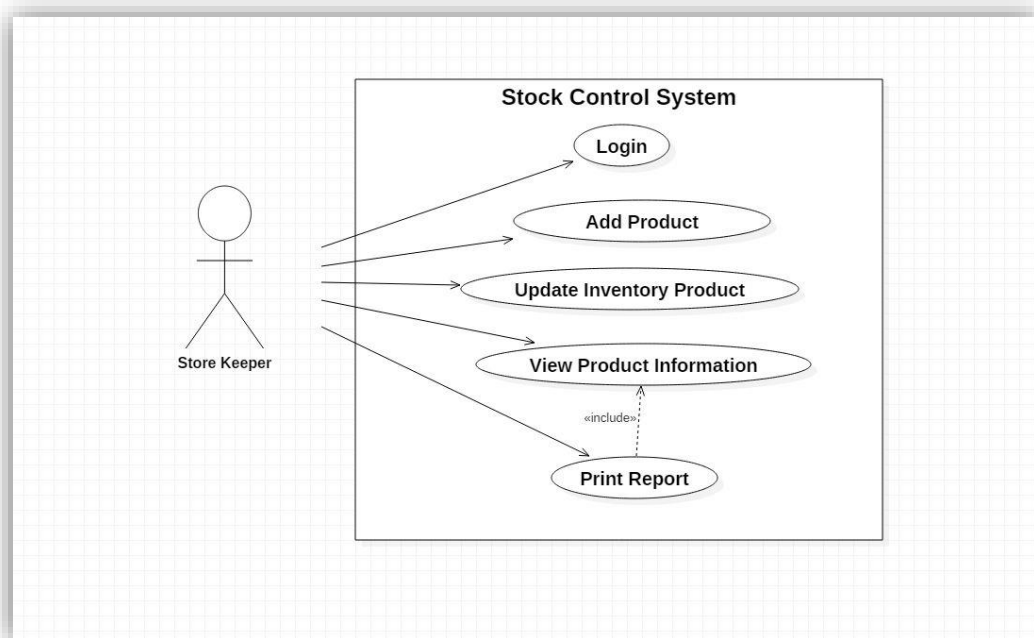 Stock Control System
Login
Add Product
Update Inventory Product
View Product Information
Store Keeper
«include»
Print Report